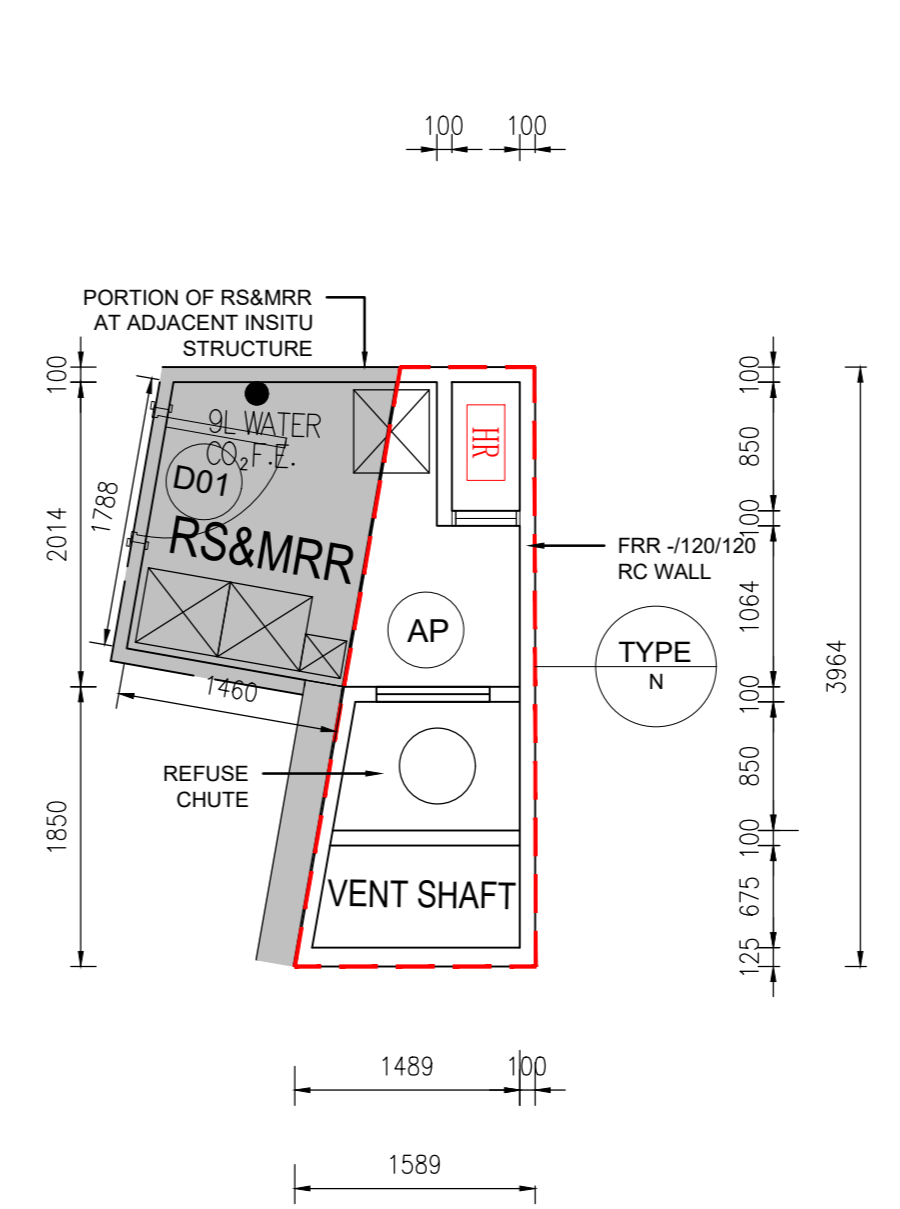 100 100
PORTION OF RS&MRR
AT ADJACENT INSITU
STRUCTURE
100
2014
1850
1788
1460
9L WATER
CO₂F.E.
D01
RS&MRR
HR
FRR -/120/120
RC WALL
AP
TYPE
N
REFUSE
CHUTE
VENT SHAFT
100
850
100
1064
100
850
100
675
125
3964
1489 100
1589